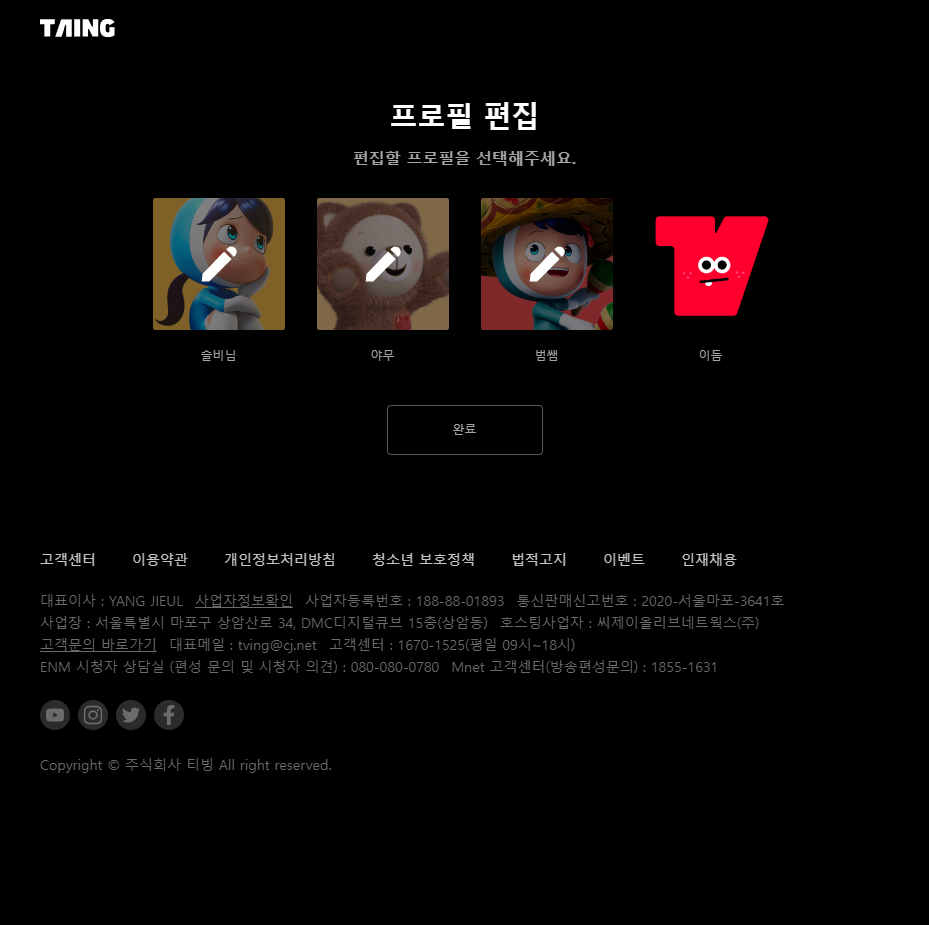 TAING
프로필 편집
편집할 프로필을 선택해주세요.
슬비님 야무 범쌤 이듬
완료
고객센터 이용약관 개인정보처리방침 청소년 보호정책 법적고지 이벤트 인재채용
대표이사 : YANG JIEUL 사업자정보확인 사업자등록번호 : 188-88-01893 통신판매신고번호 : 2020-서울마포-3641호
사업장 : 서울특별시 마포구 상암산로 34, DMC디지털큐브 15층(상암동) 호스팅사업자 : 씨제이올리브네트웍스(주)
고객문의 바로가기 대표메일 : tving@cj.net 고객센터 : 1670-1525(평일 09시~18시)
ENM 시청자 상담실 (편성 문의 및 시청자 의견) : 080-080-0780 Mnet 고객센터(방송편성문의) : 1855-1631
Copyright © 주식회사 티빙 All right reserved.